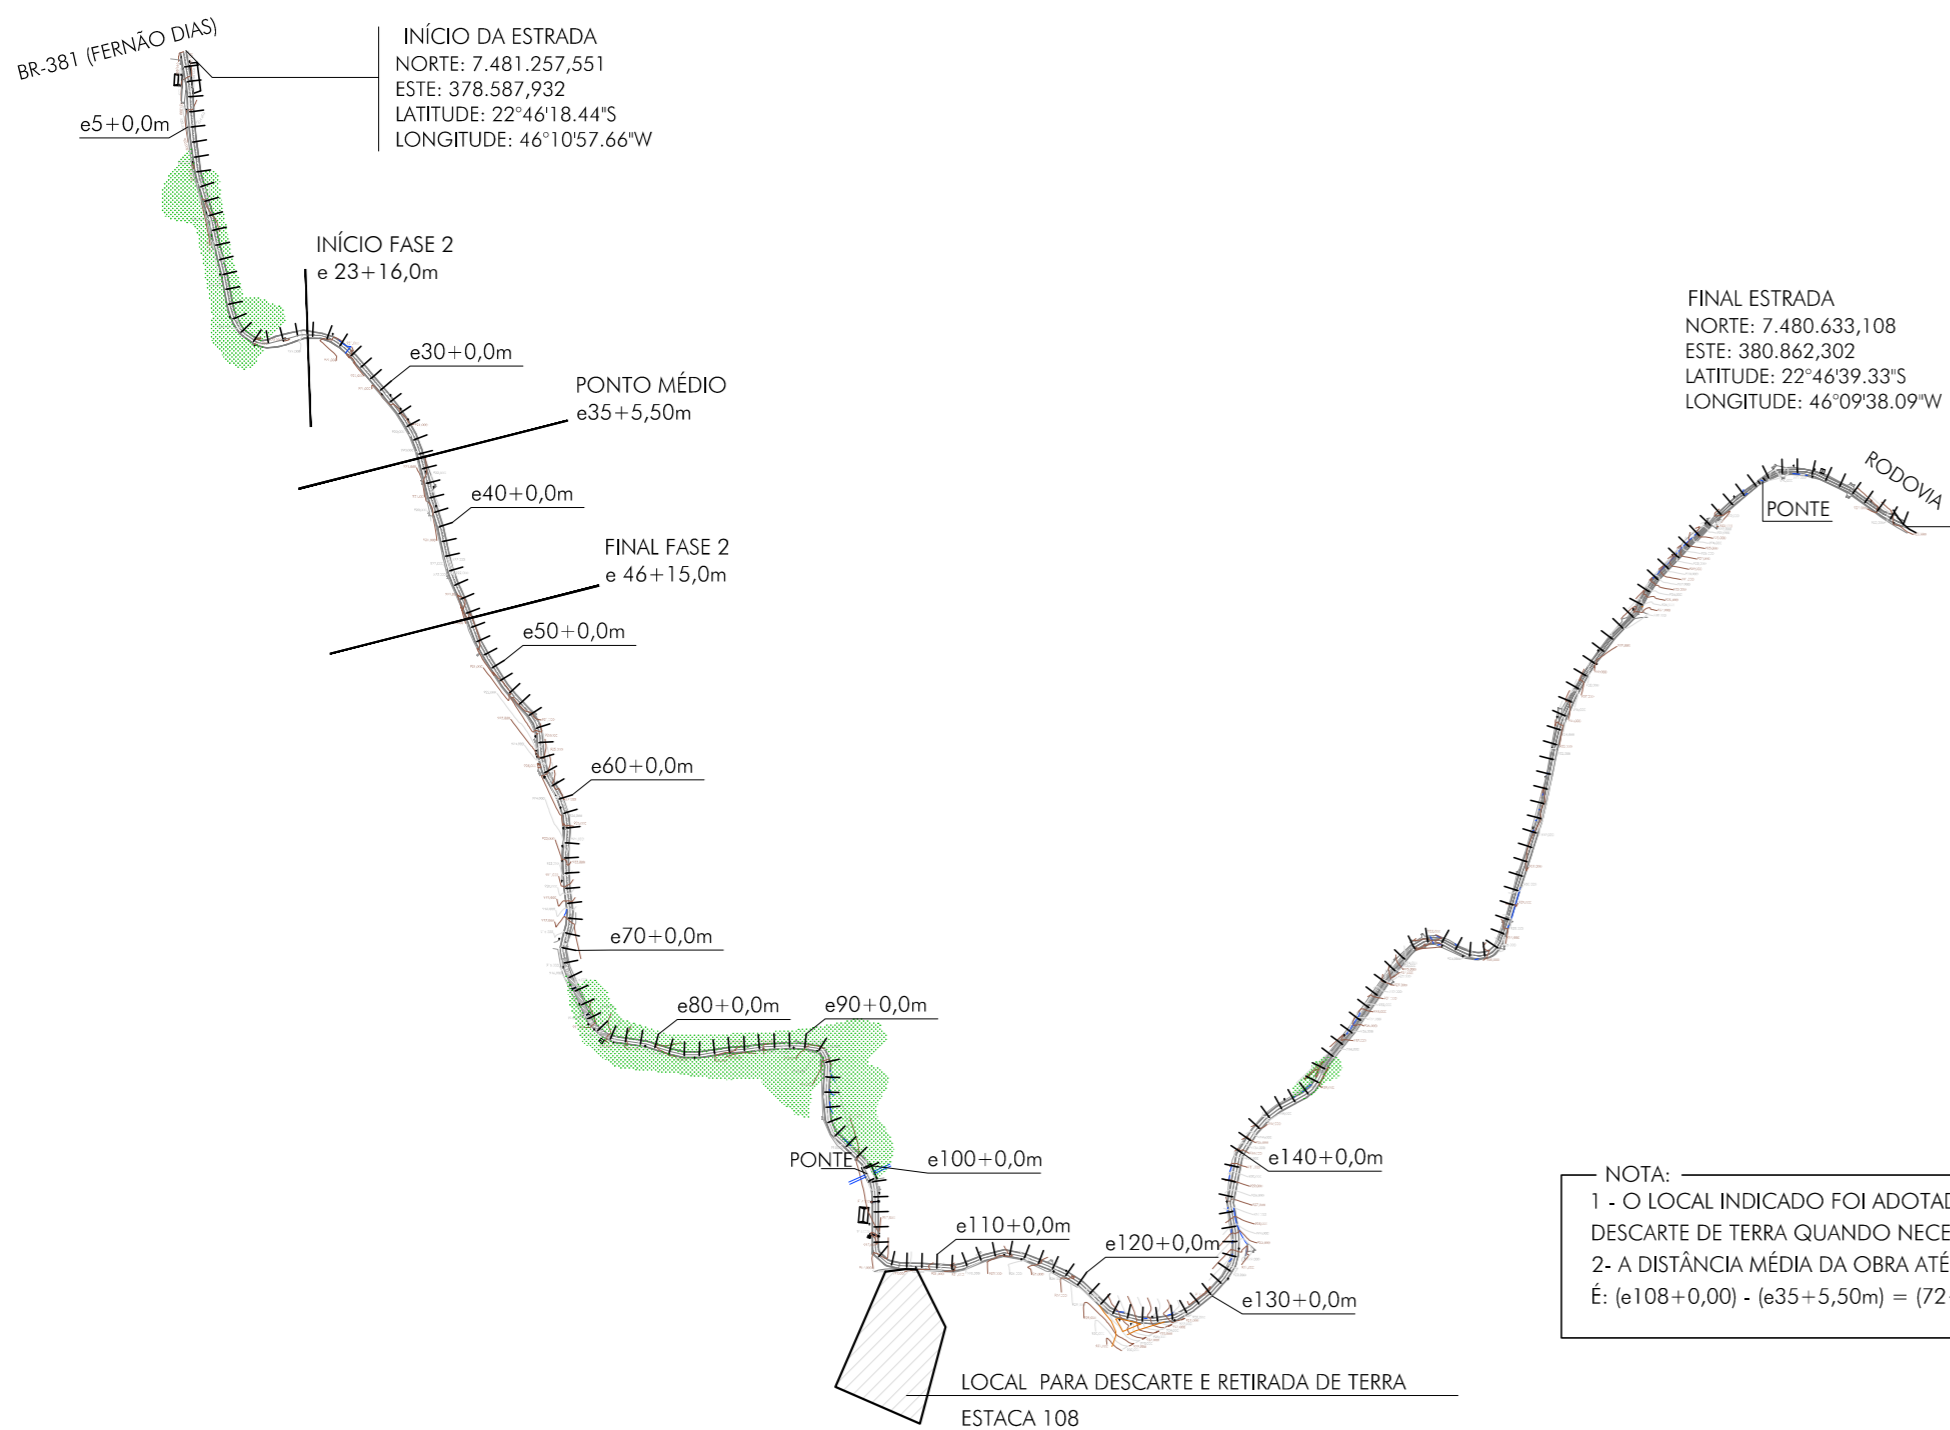 BR-381 (FERNÃO DIAS)
INÍCIO DA ESTRADA
NORTE: 7.481.257,551
ESTE: 378.587,932
LATITUDE: 22°46'18.44"S
LONGITUDE: 46°10'57.66"W
e5+0,0m
INÍCIO FASE 2
e 23+16,0m
e30+0,0m
PONTO MÉDIO
e35+5,50m
e40+0,0m
FINAL FASE 2
e 46+15,0m
e50+0,0m
e60+0,0m
e70+0,0m
e80+0,0m
e90+0,0m
PONTE
e100+0,0m
e110+0,0m
e120+0,0m
e130+0,0m
e140+0,0m
FINAL ESTRADA
NORTE: 7.480.633,108
ESTE: 380.862,302
LATITUDE: 22°46'39.33"S
LONGITUDE: 46°09'38.09"W
RODOVIA
PONTE
LOCAL PARA DESCARTE E RETIRADA DE TERRA
ESTACA 108
NOTA:
1 - O LOCAL INDICADO FOI ADOTAD
DESCARTE DE TERRA QUANDO NECE
2- A DISTÂNCIA MÉDIA DA OBRA ATÉ
É: (e108+0,00) - (e35+5,50m) = (72